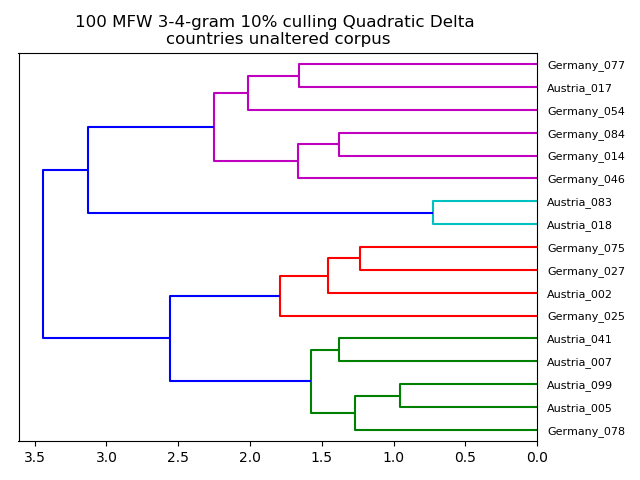 100 MFW 3-4-gram 10% culling Quadratic Delta
countries unaltered corpus
Germany_077
Austria_017
Germany_054
Germany_084
Germany_014
Germany_046
Austria_083
Austria_018
Germany_075
Germany_027
Austria_002
Germany_025
Austria_041
Austria_007
Austria_099
Austria_005
Germany_078
3.5 3.0 2.5 2.0 1.5 1.0 0.5 0.0